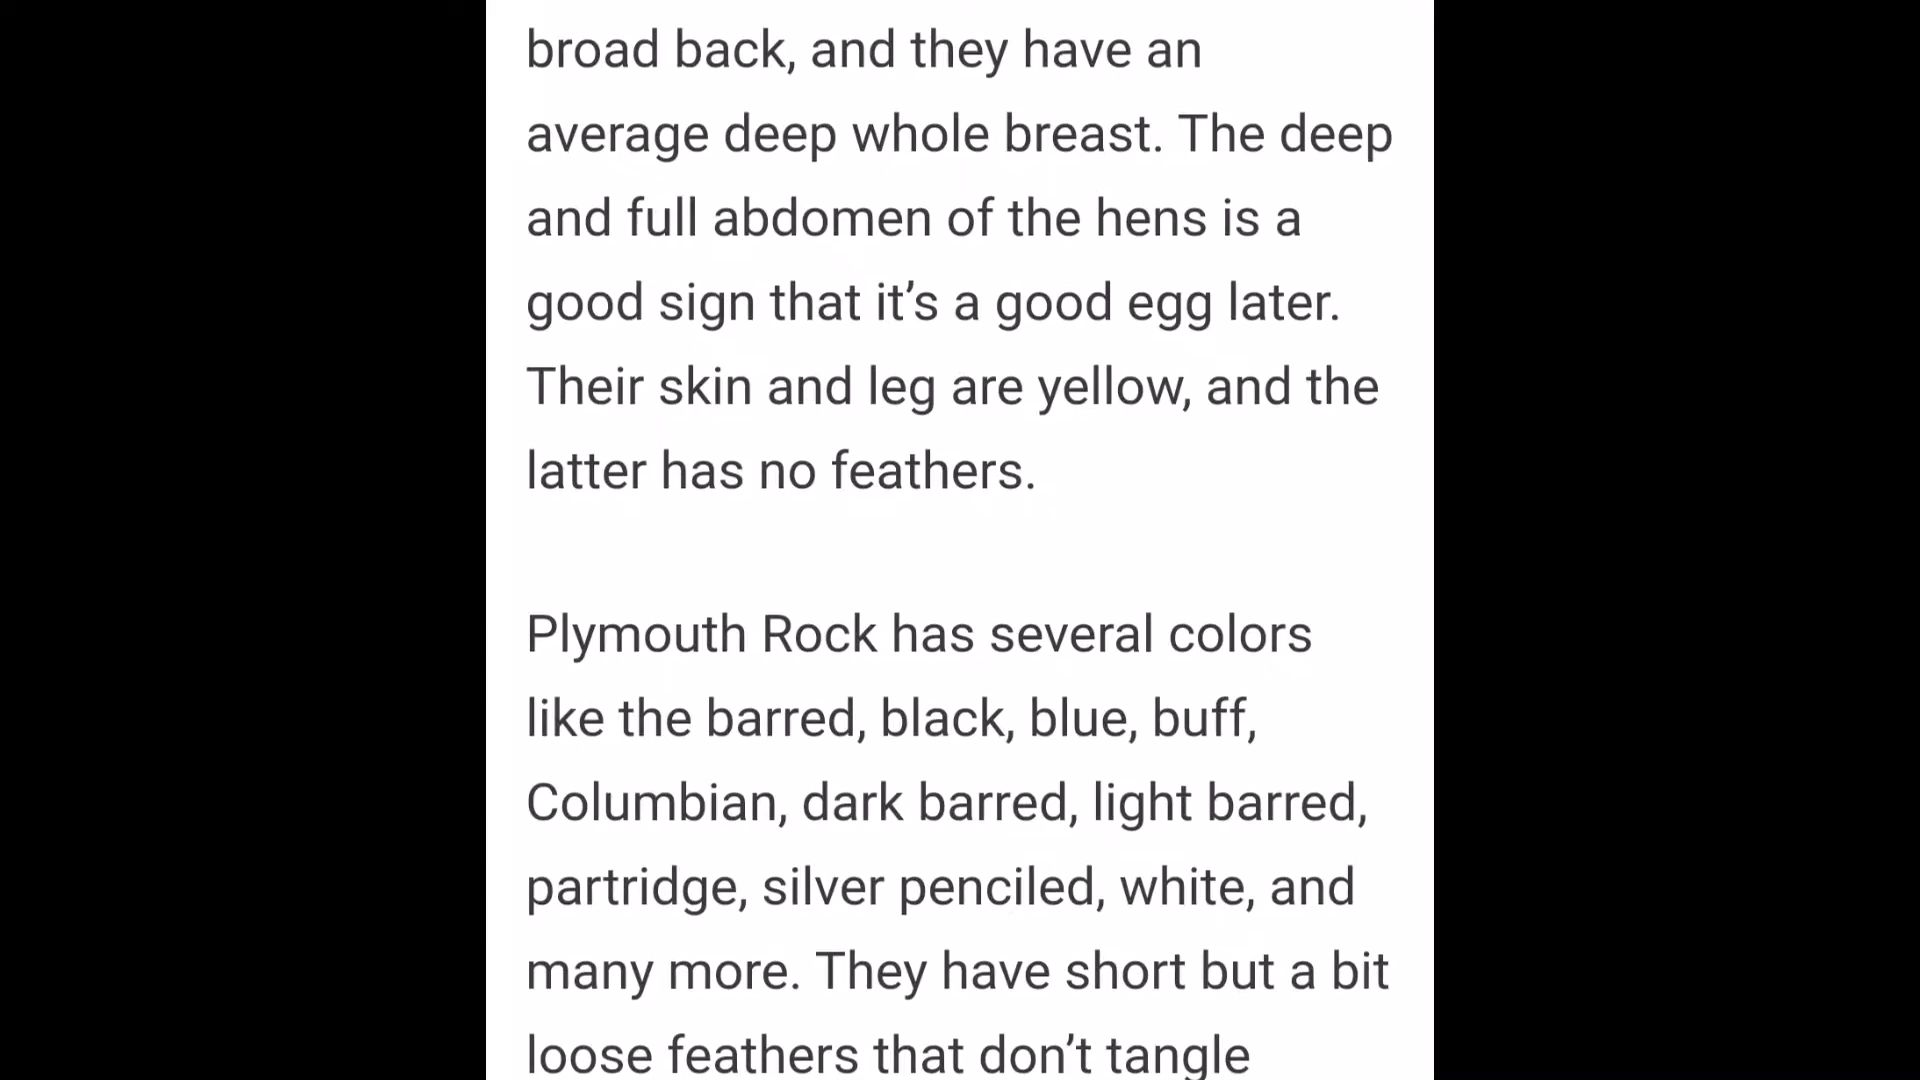 broad back, and they have an
average deep whole breast. The deep
and full abdomen of the hens is a
good sign that it’s a good egg later.
Their skin and leg are yellow, and the
latter has no feathers.
Plymouth Rock has several colors
like the barred, black, blue, buff,
Columbian, dark barred, light barred,
partridge, silver penciled, white, and
many more. They have short but a bit
loose feathers that don’t tangle